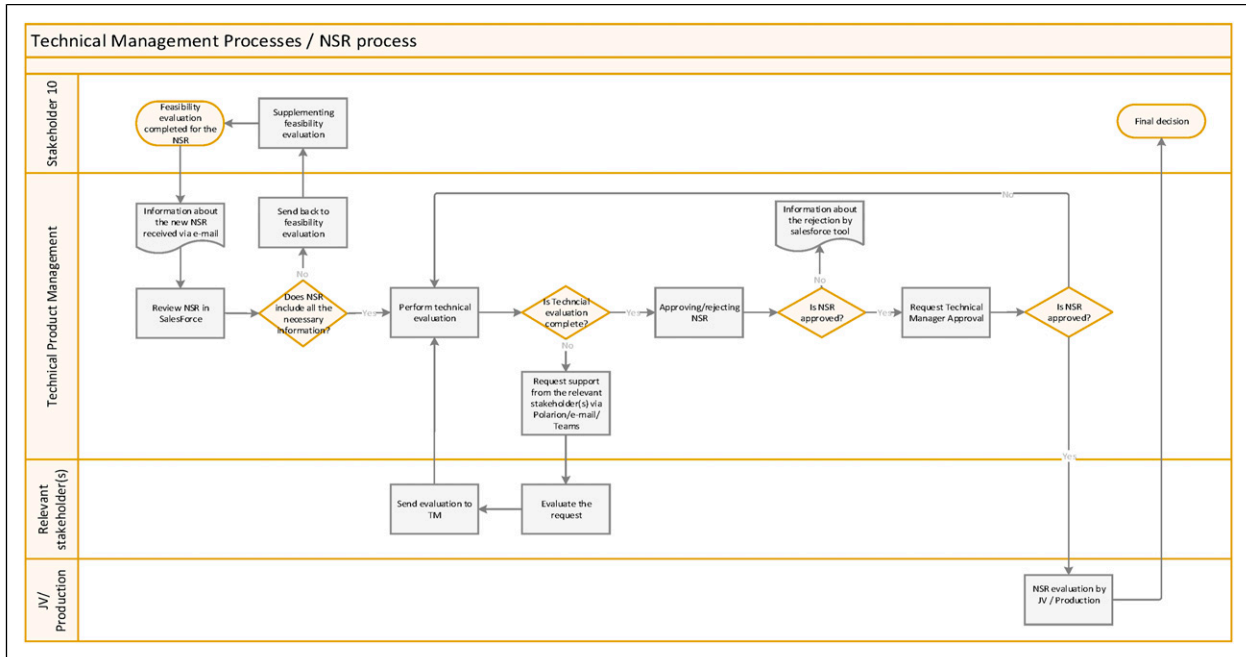 Technical Management Processes / NSR process
Stakeholder 10
Feasibility
evaluation
completed for the
NSR
Supplementing
feasibility
evaluation
Final decision
Technical Product Management
Information about
the new NSR
received via e-mail
Send back to
feasibility
evaluation
No
Information about
the rejection by
salesforce tool
No
No
Review NSR in
SalesForce
Does NSR
include all the
necessary
information?
Yes
Perform technical
evaluation
Is Techncial
evaluation
complete?
Yes
Approving/rejecting
NSR
Is NSR
approved?
Yes
Request Technical
Manager Approval
Is NSR
approved?
No
Request support
from the relevant
stakeholder(s) via
Polarion/e-mail/
Teams
Yes
Relevant
stakeholder(s)
Send evaluation to
TM
Evaluate the
request
JV/
Production
NSR evaluation by
JV / Production